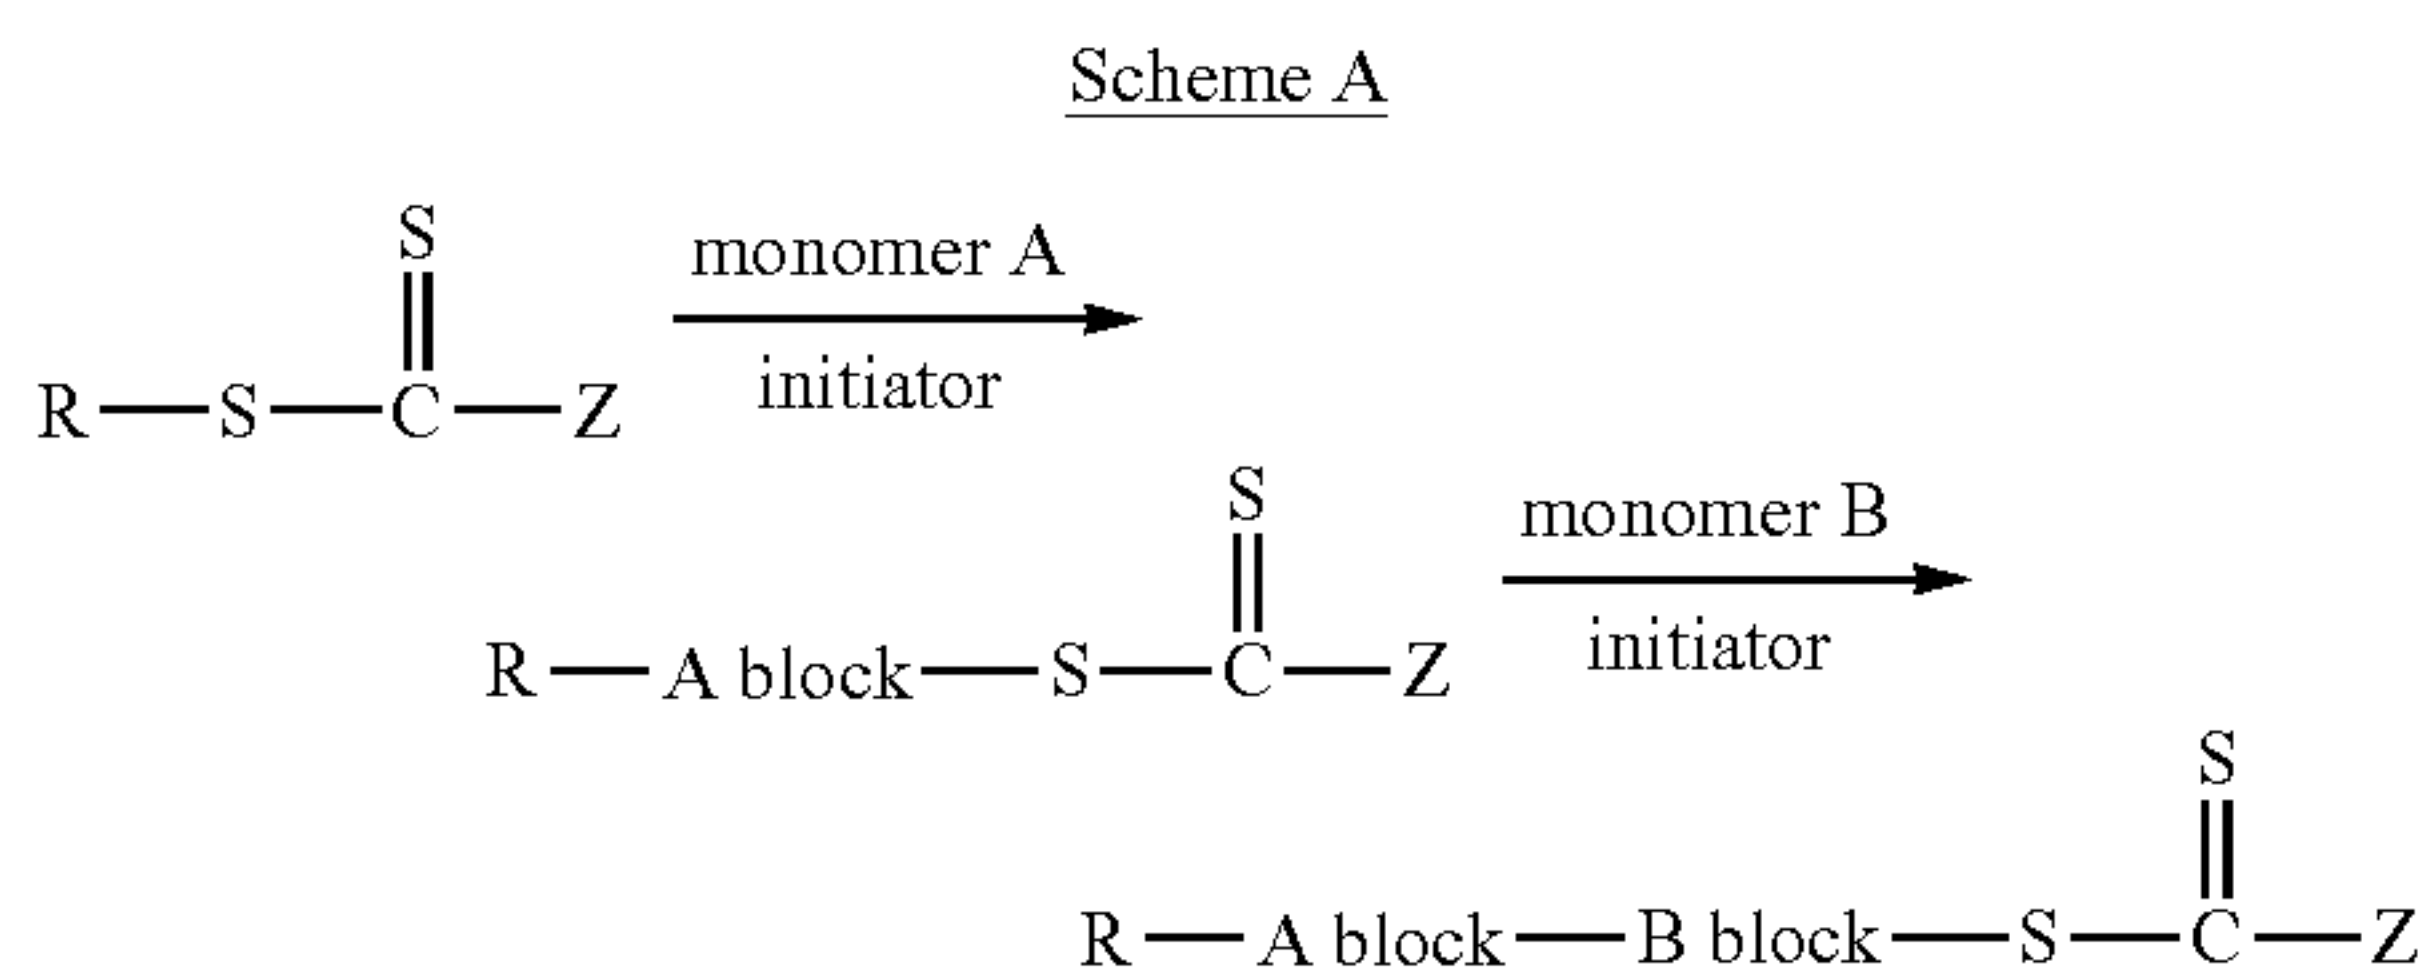 Scheme A
S
monomer A
initiator
R S C Z
S
monomer B
initiator
R A block S C Z
S
R A block B block S C Z